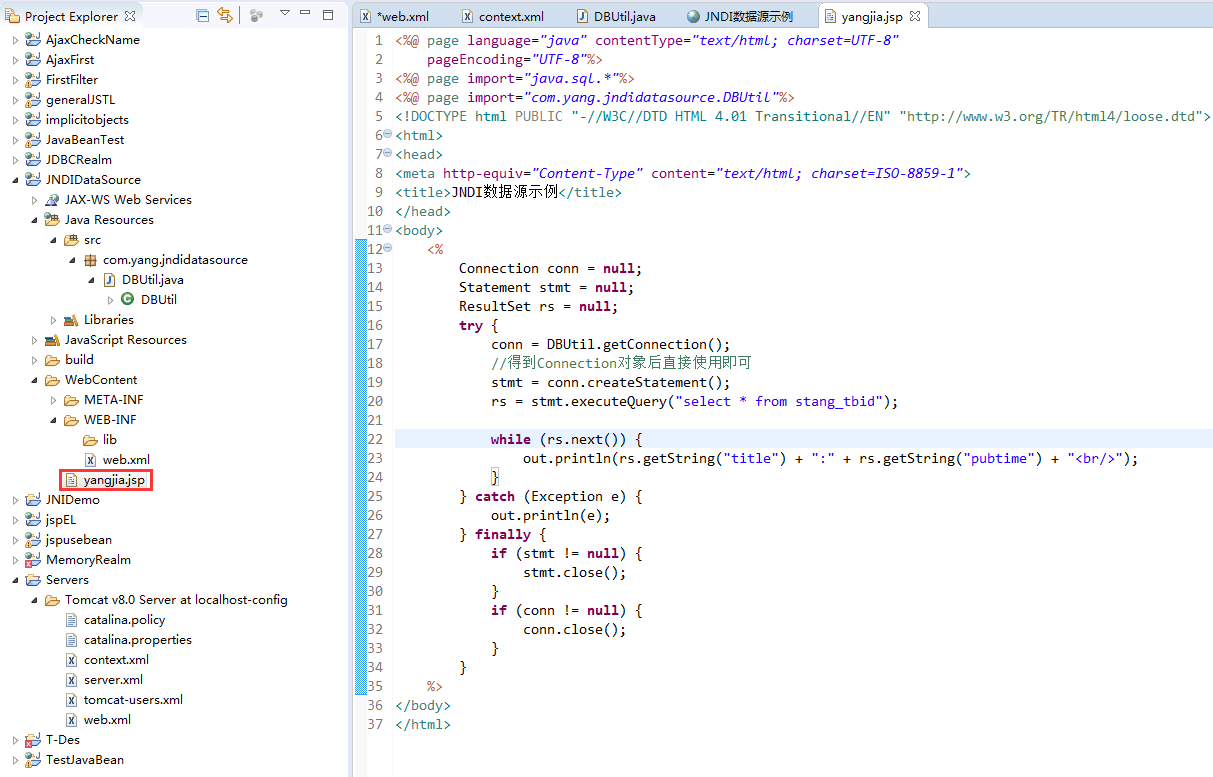 Project Explorer
AjaxCheckName
AjaxFirst
FirstFilter
generalJSTL
implicitobjects
JavaBeanTest
JDBCRealm
JNDIDataSource
JAX-WS Web Services
Java Resources
src
com.yang.jndidatasource
DBUtil.java
DBUtil
Libraries
JavaScript Resources
build
WebContent
META-INF
WEB-INF
lib
web.xml
yangjia.jsp
JNIDemo
jspEL
jspusebean
MemoryRealm
Servers
Tomcat v8.0 Server at localhost-config
catalina.policy
catalina.properties
context.xml
server.xml
tomcat-users.xml
web.xml
T-Des
TestJavaBean
*web.xml context.xml DBUtil.java JNDI数据源示例 yangjia.jsp
1 <%@ page language="java" contentType="text/html; charset=UTF-8"
2 pageEncoding="UTF-8"%>
3 <%@ page import="java.sql.*"%>
4 <%@ page import="com.yang.jndidatasource.DBUtil"%>
5 <!DOCTYPE html PUBLIC "-//W3C//DTD HTML 4.01 Transitional//EN" "http://www.w3.org/TR/html4/loose.dtd">
6 <html>
7 <head>
8 <meta http-equiv="Content-Type" content="text/html; charset=ISO-8859-1">
9 <title>JNDI数据源示例</title>
10 </head>
11 <body>
12 <%
13 Connection conn = null;
14 Statement stmt = null;
15 ResultSet rs = null;
16 try {
17 conn = DBUtil.getConnection();
18 //得到Connection对象后直接使用即可
19 stmt = conn.createStatement();
20 rs = stmt.executeQuery("select * from stang_tbid");
21
22 while (rs.next()) {
23 out.println(rs.getString("title") + ":" + rs.getString("pubtime") + "<br/>");
24 }
25 } catch (Exception e) {
26 out.println(e);
27 } finally {
28 if (stmt != null) {
29 stmt.close();
30 }
31 if (conn != null) {
32 conn.close();
33 }
34 }
35 %>
36 </body>
37 </html>